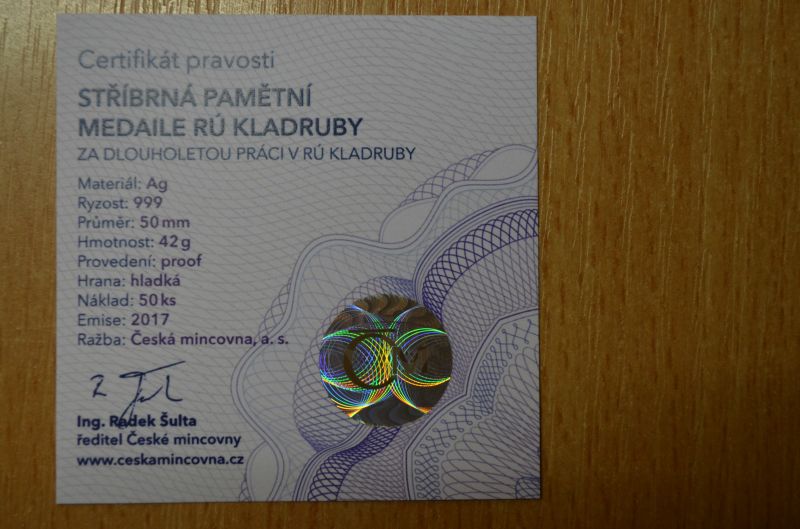 Certifikát pravosti
STŘÍBRNÁ PAMĚTNÍ
MEDAILE RÚ KLADRUBY
ZA DLOUHOLETOU PRÁCI V RÚ KLADRUBY
Materiál: Ag
Ryzost: 999
Průměr: 50 mm
Hmotnost: 42 g
Provedení: proof
Hrana: hladká
Náklad: 50 ks
Emise: 2017
Ražba: Česká mincovna, a. s.
Ing. Radek Šulta
ředitel České mincovny
www.ceskamincovna.cz